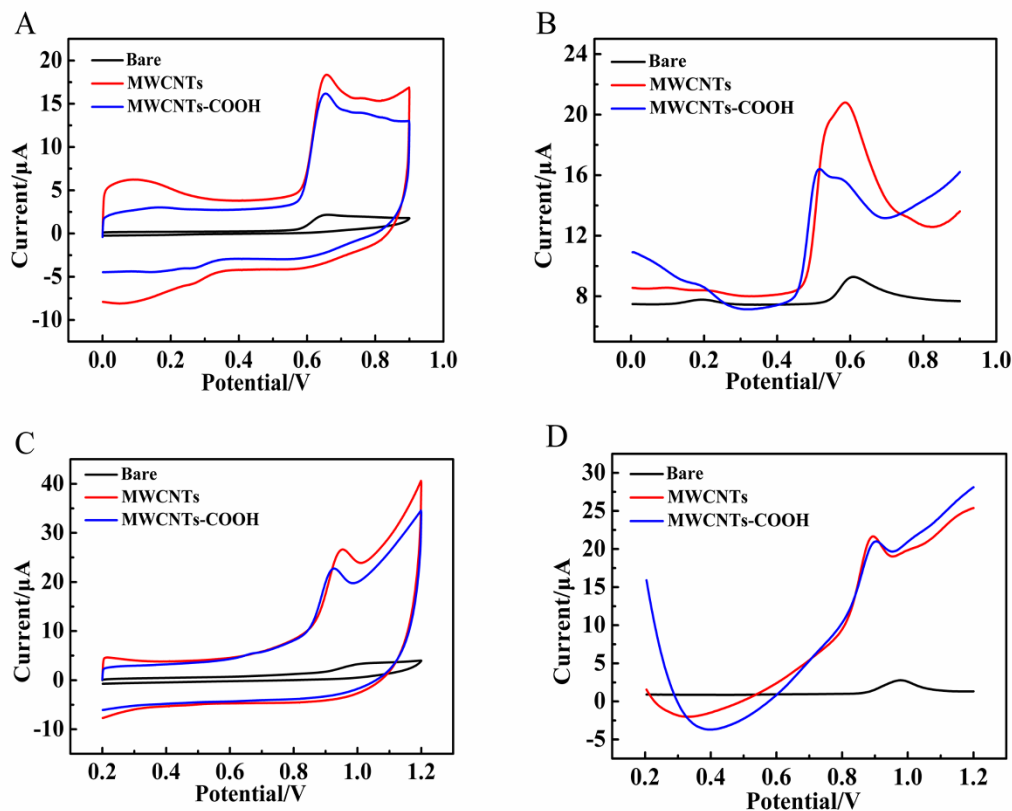 A
Bare
MWCNTs
MWCNTs-COOH
20
15
10
5
0
-5
-10
Current/μA
0.0 0.2 0.4 0.6 0.8 1.0
Potential/V
B
Bare
MWCNTs
MWCNTs-COOH
24
20
16
12
8
Current/μA
0.0 0.2 0.4 0.6 0.8 1.0
Potential/V
C
Bare
MWCNTs
MWCNTs-COOH
40
30
20
10
0
-10
Current/μA
0.2 0.4 0.6 0.8 1.0 1.2
Potential/V
D
Bare
MWCNTs
MWCNTs-COOH
30
25
20
15
10
5
0
-5
Current/μA
0.2 0.4 0.6 0.8 1.0 1.2
Potential/V